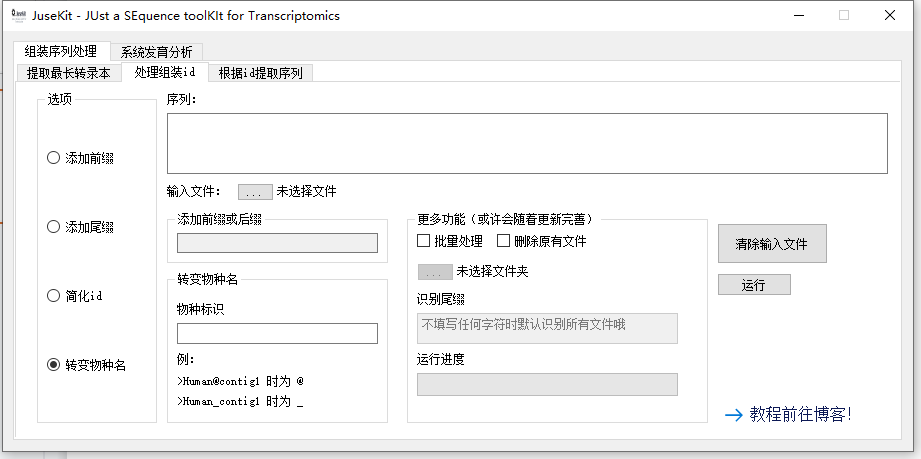 JuseKit - JUst a SEquence toolKIt for Transcriptomics
组装序列处理 系统发育分析
提取最长转录本 处理组装id 根据id提取序列
选项
添加前缀
添加尾缀
简化id
转变物种名
序列:
输入文件: ... 未选择文件
添加前缀或后缀
转变物种名
物种标识
例:
>Human@contig1 时为 @
>Human_contig1 时为 _
更多功能（或许会随着更新完善）
批量处理 删除原有文件
... 未选择文件夹
识别尾缀
不填写任何字符时默认识别所有文件哦
运行进度
清除输入文件
运行
→ 教程前往博客!